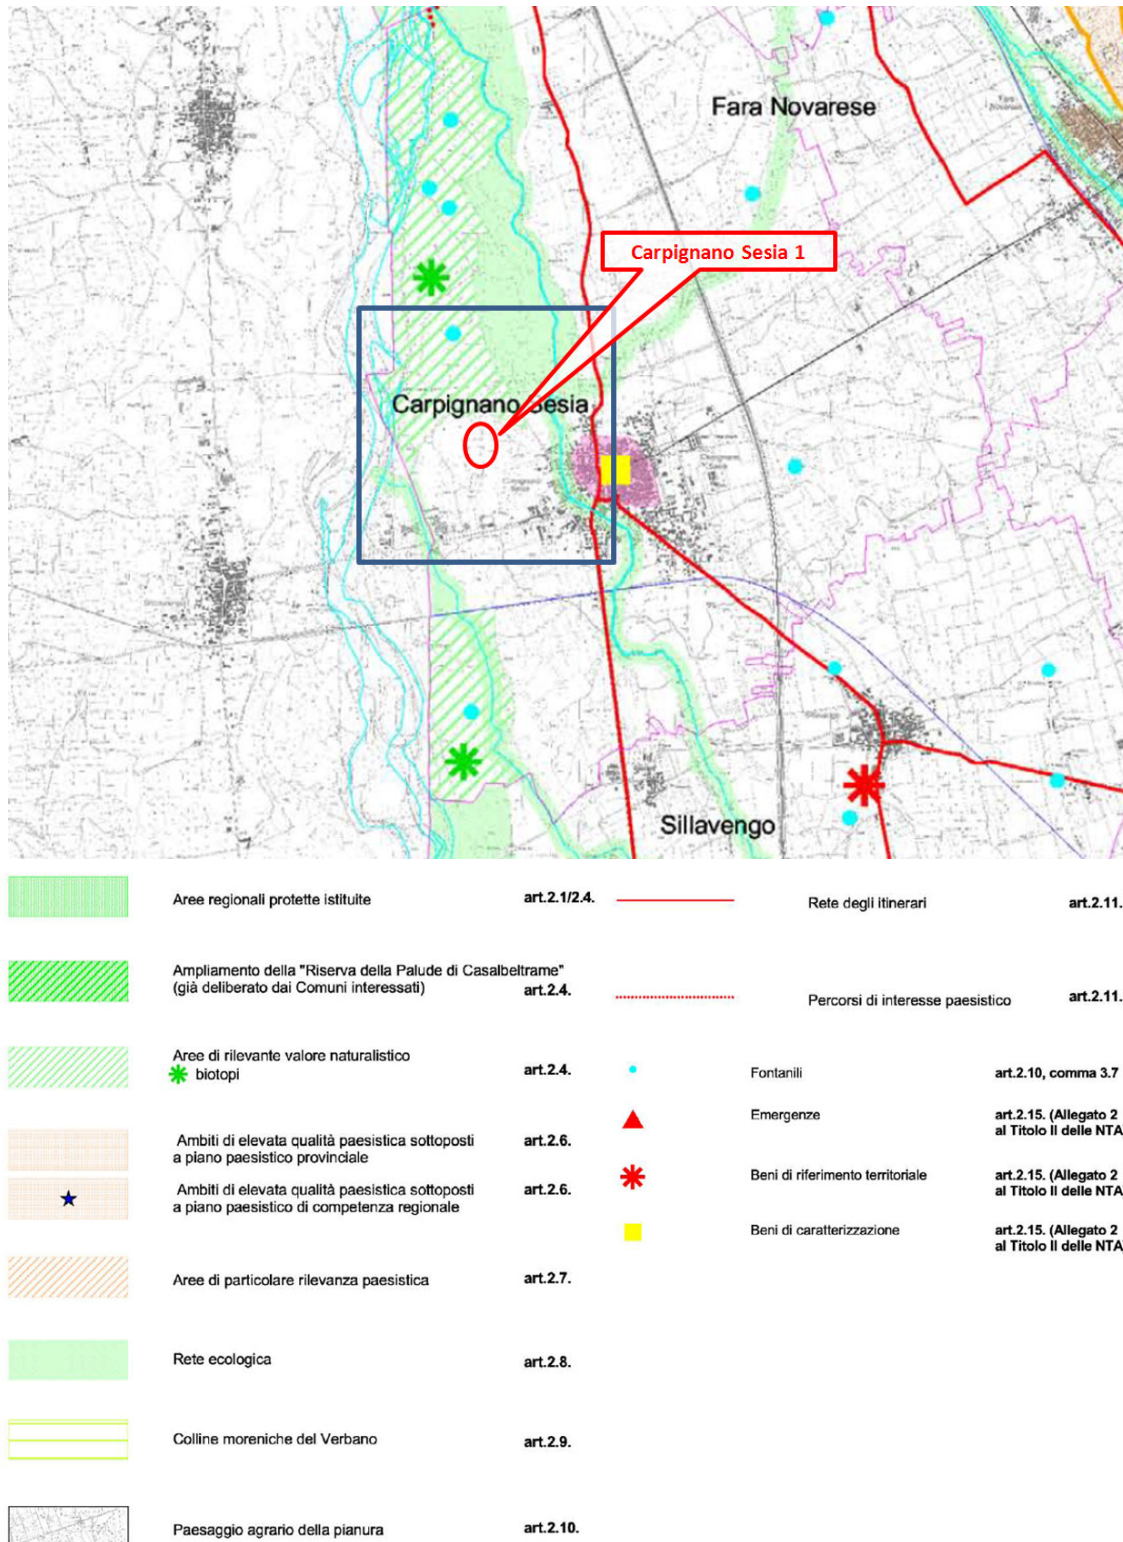 Fara Novarese
Carpignano Sesia 1
Carpignano Sesia
Sillavengo
Aree regionali protette istituite art.2.1/2.4.
Ampliamento della "Riserva della Palude di Casalbeltrame"
(già deliberato dai Comuni interessati) art.2.4.
Aree di rilevante valore naturalistico
biotopi art.2.4.
Ambiti di elevata qualità paesistica sottoposti art.2.6.
a piano paesistico provinciale
Ambiti di elevata qualità paesistica sottoposti art.2.6.
a piano paesistico di competenza regionale
Aree di particolare rilevanza paesistica art.2.7.
Rete ecologica art.2.8.
Colline moreniche del Verbano art.2.9.
Paesaggio agrario della pianura art.2.10.
Rete degli itinerari art.2.11.
Percorsi di interesse paesistico art.2.11.
Fontanili art.2.10, comma 3.7
Emergenze art.2.15. (Allegato 2
al Titolo II delle NTA)
Beni di riferimento territoriale art.2.15. (Allegato 2
al Titolo II delle NTA)
Beni di caratterizzazione art.2.15. (Allegato 2
al Titolo II delle NTA)